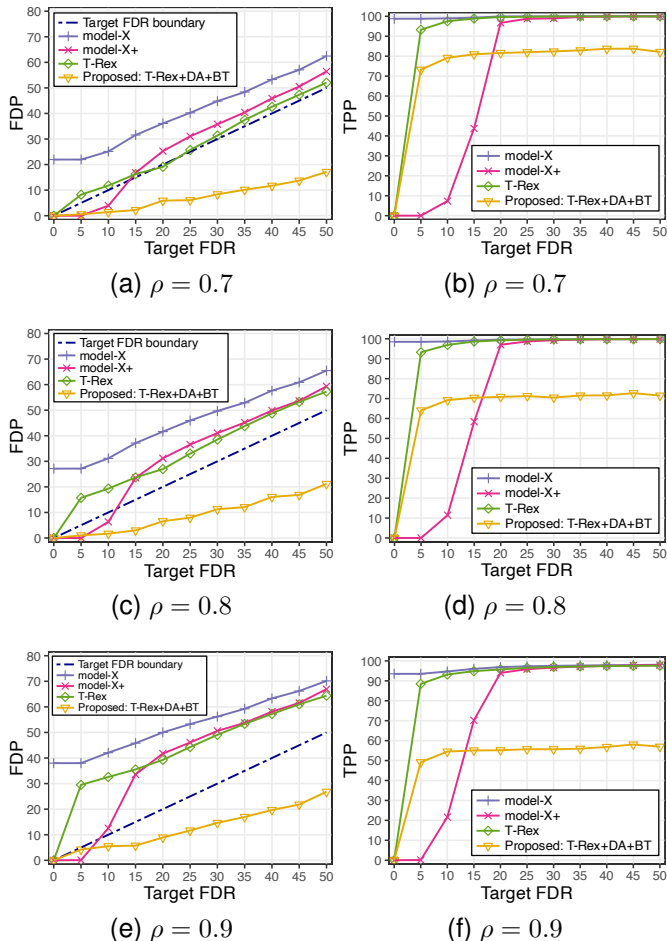 80
70
60
50
40
30
20
10
0
FDP
Target FDR boundary
model-X
model-X+
T-Rex
Proposed: T-Rex+DA+BT
0 5 10 15 20 25 30 35 40 45 50
Target FDR
(a) ρ = 0.7
100
90
80
70
60
50
40
30
20
10
0
TPP
model-X
model-X+
T-Rex
Proposed: T-Rex+DA+BT
0 5 10 15 20 25 30 35 40 45 50
Target FDR
(b) ρ = 0.7
80
70
60
50
40
30
20
10
0
FDP
Target FDR boundary
model-X
model-X+
T-Rex
Proposed: T-Rex+DA+BT
0 5 10 15 20 25 30 35 40 45 50
Target FDR
(c) ρ = 0.8
100
90
80
70
60
50
40
30
20
10
0
TPP
model-X
model-X+
T-Rex
Proposed: T-Rex+DA+BT
0 5 10 15 20 25 30 35 40 45 50
Target FDR
(d) ρ = 0.8
80
70
60
50
40
30
20
10
0
FDP
Target FDR boundary
model-X
model-X+
T-Rex
Proposed: T-Rex+DA+BT
0 5 10 15 20 25 30 35 40 45 50
Target FDR
(e) ρ = 0.9
100
90
80
70
60
50
40
30
20
10
0
TPP
model-X
model-X+
T-Rex
Proposed: T-Rex+DA+BT
0 5 10 15 20 25 30 35 40 45 50
Target FDR
(f) ρ = 0.9